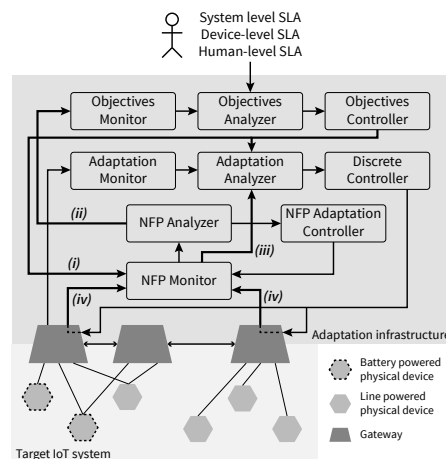 System level SLA
Device-level SLA
Human-level SLA
Objectives
Monitor
Objectives
Analyzer
Objectives
Controller
Adaptation
Monitor
Adaptation
Analyzer
Discrete
Controller
(ii)
NFP Analyzer
NFP Adaptation
Controller
(i)
(iii)
NFP Monitor
(iv)
(iv)
Adaptation infrastructure
Battery powered
physical device
Line powered
physical device
Gateway
Target IoT system